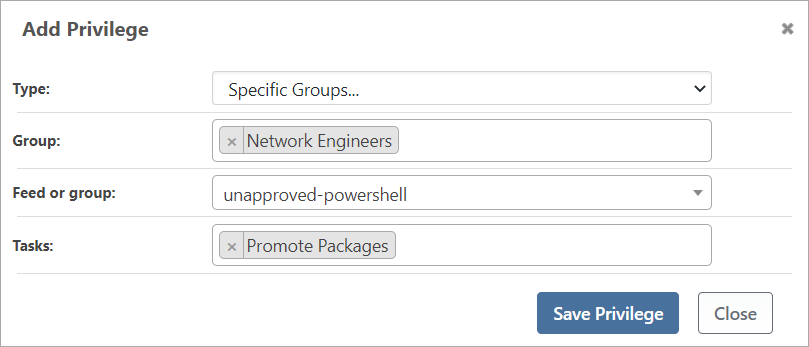 Add Privilege
×
Type:
Specific Groups...
Group:
× Network Engineers
Feed or group:
unapproved-powershell
Tasks:
× Promote Packages
Save Privilege
Close